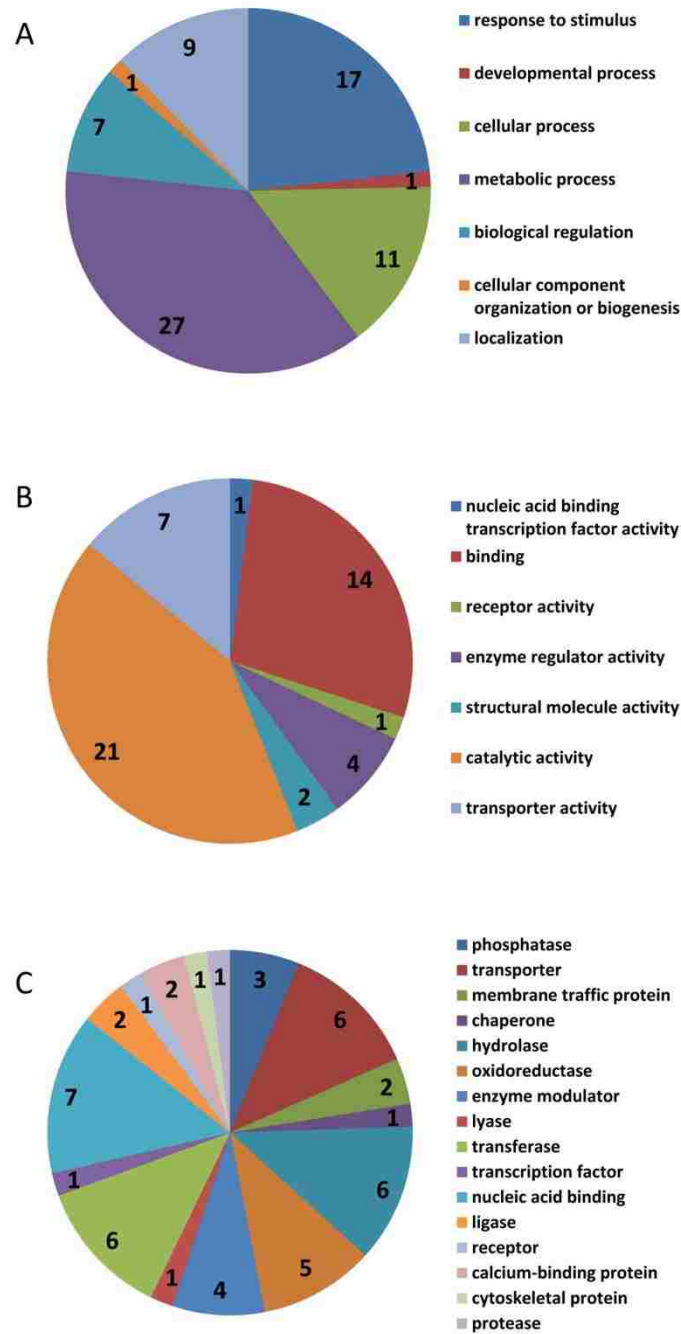 A
9
17
1
7
1
11
27
response to stimulus
developmental process
cellular process
metabolic process
biological regulation
cellular component
organization or biogenesis
localization
B
1
7
14
1
21
4
2
nucleic acid binding
transcription factor activity
binding
receptor activity
enzyme regulator activity
structural molecule activity
catalytic activity
transporter activity
C
1
1
3
2
1
6
2
2
7
1
1
6
6
5
1
4
phosphatase
transporter
membrane traffic protein
chaperone
hydrolase
oxidoreductase
enzyme modulator
lyase
transferase
transcription factor
nucleic acid binding
ligase
receptor
calcium-binding protein
cytoskeletal protein
protease